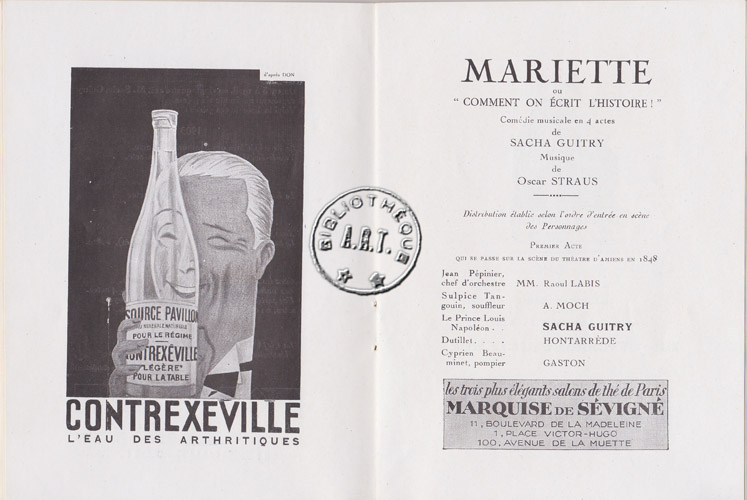 d'après DON
SOURCE PAVILLON
EAU MINÉRALE NATURELLE
POUR LE RÉGIME
CONTREXÉVILLE
"LÉGÈRE"
POUR LA TABLE
CONTREXEVILLE
L'EAU DES ARTHRITIQUES
BIBLIOTHÈQUE
A.R.T.
MARIETTE
ou
" COMMENT ON ÉCRIT L'HISTOIRE ! "
Comédie musicale en 4 actes
de
SACHA GUITRY
Musique
de
Oscar STRAUS
Distribution établie selon l'ordre d'entrée en scène
des Personnages
Premier Acte
QUI SE PASSE SUR LA SCÈNE DU THÉATRE D'AMIENS EN 1848
Jean Pépinier,
chef d'orchestre MM. Raoul LABIS
Sulpice Tan-
gouin, souffleur A. MOCH
Le Prince Louis
Napoléon . . SACHA GUITRY
Dutillet. . . . HONTARRÈDE
Cyprien Beau-
minet, pompier GASTON
les trois plus élégants salons de thé de Paris
MARQUISE DE SÉVIGNÉ
11, BOULEVARD DE LA MADELEINE
1, PLACE VICTOR-HUGO
100, AVENUE DE LA MUETTE